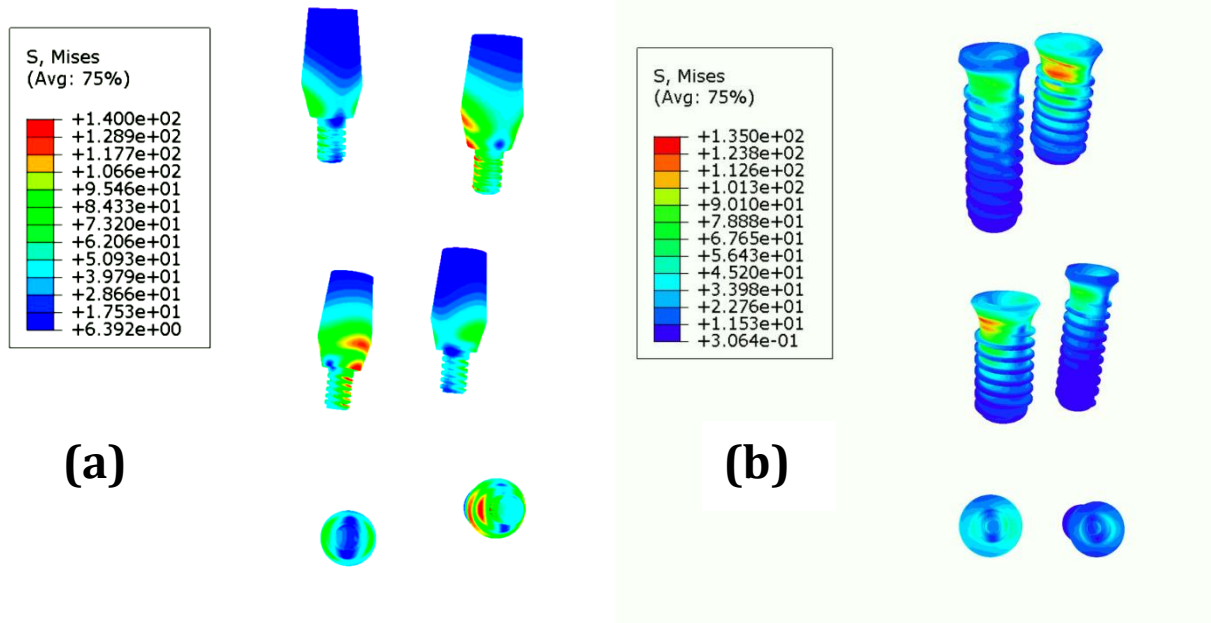 S, Mises
(Avg: 75%)
+1.400e+02
+1.289e+02
+1.177e+02
+1.066e+02
+9.546e+01
+8.433e+01
+7.320e+01
+6.206e+01
+5.093e+01
+3.979e+01
+2.866e+01
+1.753e+01
+6.392e+00
(a)
S, Mises
(Avg: 75%)
+1.350e+02
+1.238e+02
+1.126e+02
+1.013e+02
+9.010e+01
+7.888e+01
+6.765e+01
+5.643e+01
+4.520e+01
+3.398e+01
+2.276e+01
+1.153e+01
+3.064e-01
(b)